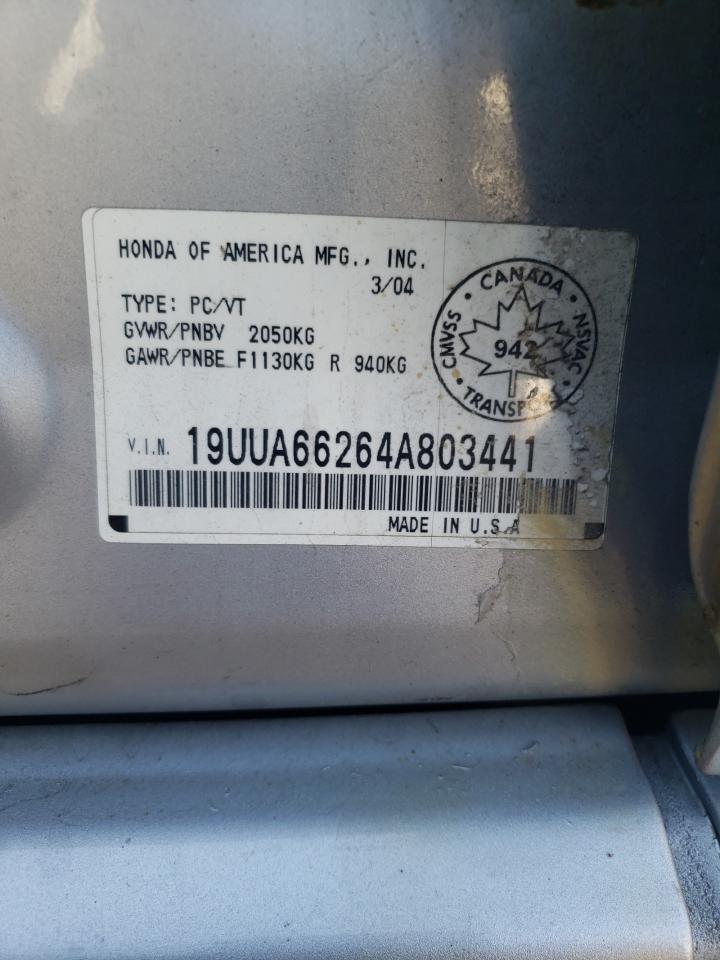 HONDA OF AMERICA MFG., INC.
3/04
TYPE: PC/VT
GVWR/PNBV 2050KG
GAWR/PNBE F1130KG R 940KG
CANADA
CMVSS
NSVAC
942
V.I.N. 19UUA66264A803441
MADE IN U.S.A